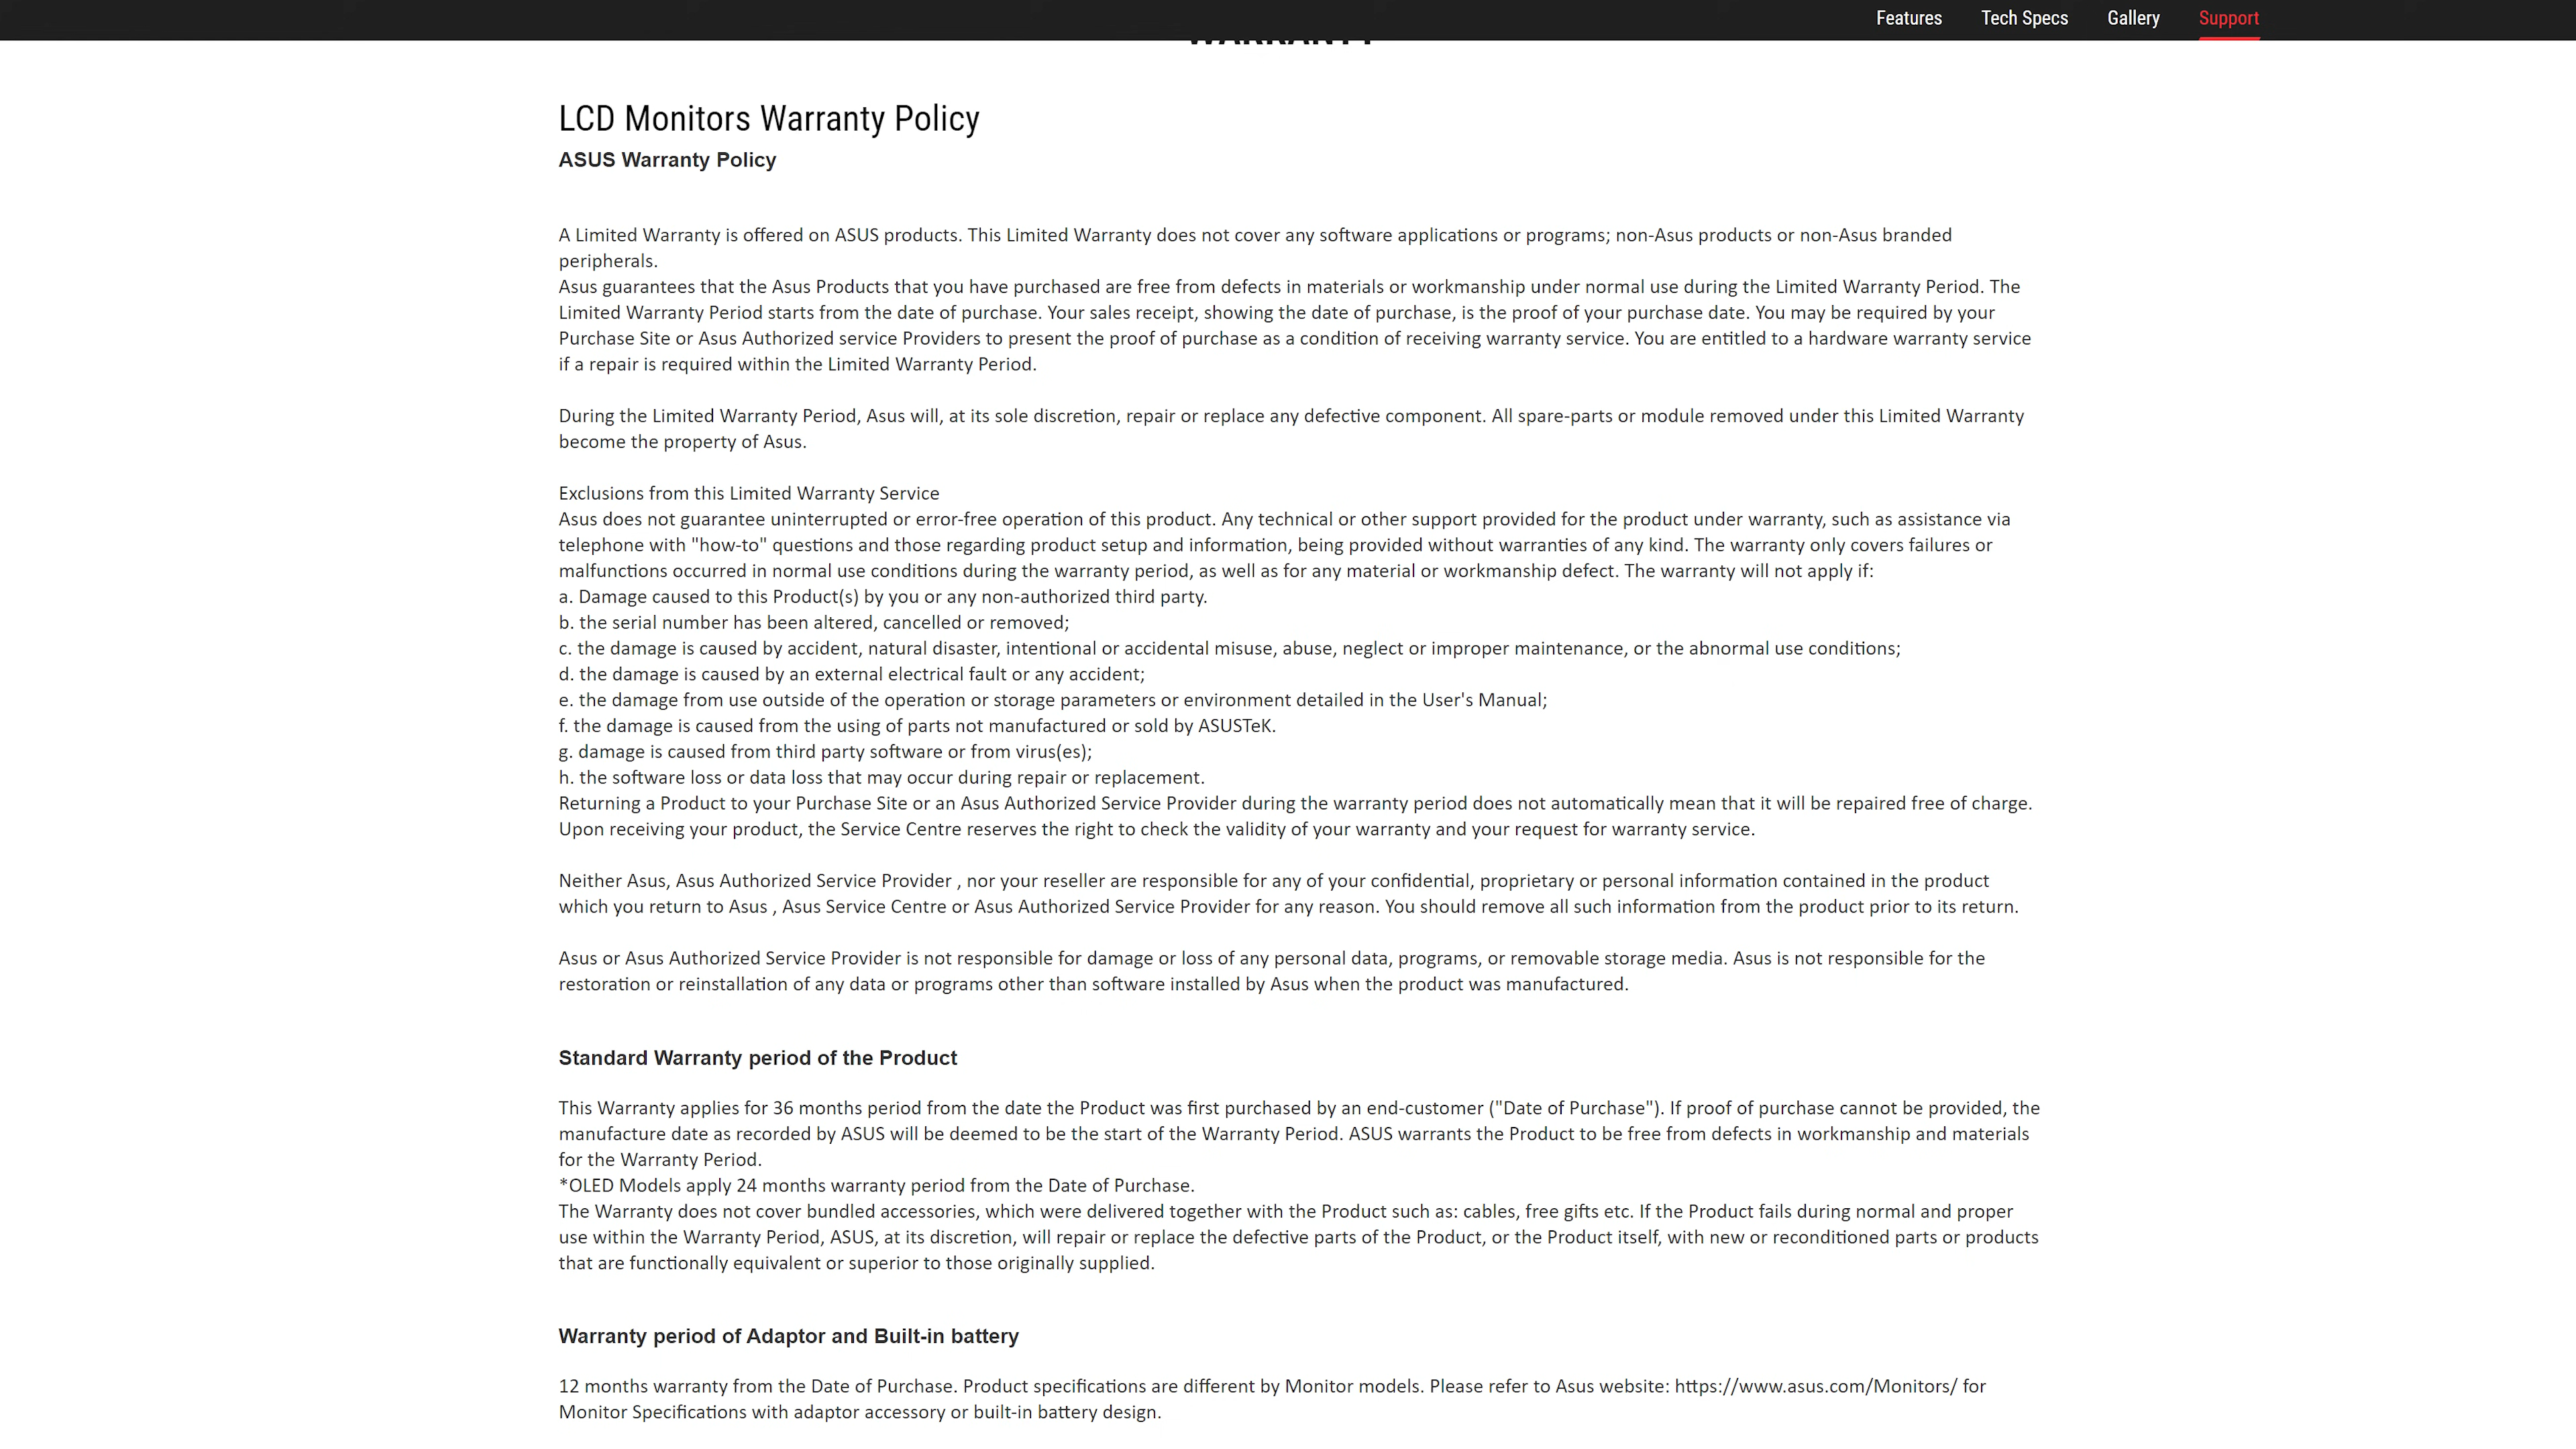 Features Tech Specs Gallery Support
WARRANTY
LCD Monitors Warranty Policy
ASUS Warranty Policy
A Limited Warranty is offered on ASUS products. This Limited Warranty does not cover any software applications or programs; non-Asus products or non-Asus branded
peripherals.
Asus guarantees that the Asus Products that you have purchased are free from defects in materials or workmanship under normal use during the Limited Warranty Period. The
Limited Warranty Period starts from the date of purchase. Your sales receipt, showing the date of purchase, is the proof of your purchase date. You may be required by your
Purchase Site or Asus Authorized service Providers to present the proof of purchase as a condition of receiving warranty service. You are entitled to a hardware warranty service
if a repair is required within the Limited Warranty Period.
During the Limited Warranty Period, Asus will, at its sole discretion, repair or replace any defective component. All spare-parts or module removed under this Limited Warranty
become the property of Asus.
Exclusions from this Limited Warranty Service
Asus does not guarantee uninterrupted or error-free operation of this product. Any technical or other support provided for the product under warranty, such as assistance via
telephone with "how-to" questions and those regarding product setup and information, being provided without warranties of any kind. The warranty only covers failures or
malfunctions occurred in normal use conditions during the warranty period, as well as for any material or workmanship defect. The warranty will not apply if:
a. Damage caused to this Product(s) by you or any non-authorized third party.
b. the serial number has been altered, cancelled or removed;
c. the damage is caused by accident, natural disaster, intentional or accidental misuse, abuse, neglect or improper maintenance, or the abnormal use conditions;
d. the damage is caused by an external electrical fault or any accident;
e. the damage from use outside of the operation or storage parameters or environment detailed in the User's Manual;
f. the damage is caused from the using of parts not manufactured or sold by ASUSTeK.
g. damage is caused from third party software or from virus(es);
h. the software loss or data loss that may occur during repair or replacement.
Returning a Product to your Purchase Site or an Asus Authorized Service Provider during the warranty period does not automatically mean that it will be repaired free of charge.
Upon receiving your product, the Service Centre reserves the right to check the validity of your warranty and your request for warranty service.
Neither Asus, Asus Authorized Service Provider , nor your reseller are responsible for any of your confidential, proprietary or personal information contained in the product
which you return to Asus , Asus Service Centre or Asus Authorized Service Provider for any reason. You should remove all such information from the product prior to its return.
Asus or Asus Authorized Service Provider is not responsible for damage or loss of any personal data, programs, or removable storage media. Asus is not responsible for the
restoration or reinstallation of any data or programs other than software installed by Asus when the product was manufactured.
Standard Warranty period of the Product
This Warranty applies for 36 months period from the date the Product was first purchased by an end-customer ("Date of Purchase"). If proof of purchase cannot be provided, the
manufacture date as recorded by ASUS will be deemed to be the start of the Warranty Period. ASUS warrants the Product to be free from defects in workmanship and materials
for the Warranty Period.
*OLED Models apply 24 months warranty period from the Date of Purchase.
The Warranty does not cover bundled accessories, which were delivered together with the Product such as: cables, free gifts etc. If the Product fails during normal and proper
use within the Warranty Period, ASUS, at its discretion, will repair or replace the defective parts of the Product, or the Product itself, with new or reconditioned parts or products
that are functionally equivalent or superior to those originally supplied.
Warranty period of Adaptor and Built-in battery
12 months warranty from the Date of Purchase. Product specifications are different by Monitor models. Please refer to Asus website: https://www.asus.com/Monitors/ for
Monitor Specifications with adaptor accessory or built-in battery design.